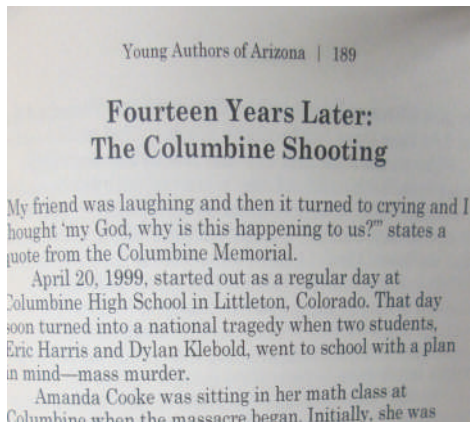 Young Authors of Arizona | 189
Fourteen Years Later:
The Columbine Shooting
My friend was laughing and then it turned to crying and I
hought ‘my God, why is this happening to us?’” states a
uote from the Columbine Memorial.
April 20, 1999, started out as a regular day at
Columbine High School in Littleton, Colorado. That day
soon turned into a national tragedy when two students,
Eric Harris and Dylan Klebold, went to school with a plan
in mind—mass murder.
Amanda Cooke was sitting in her math class at
Columbine when the massacre began. Initially, she was